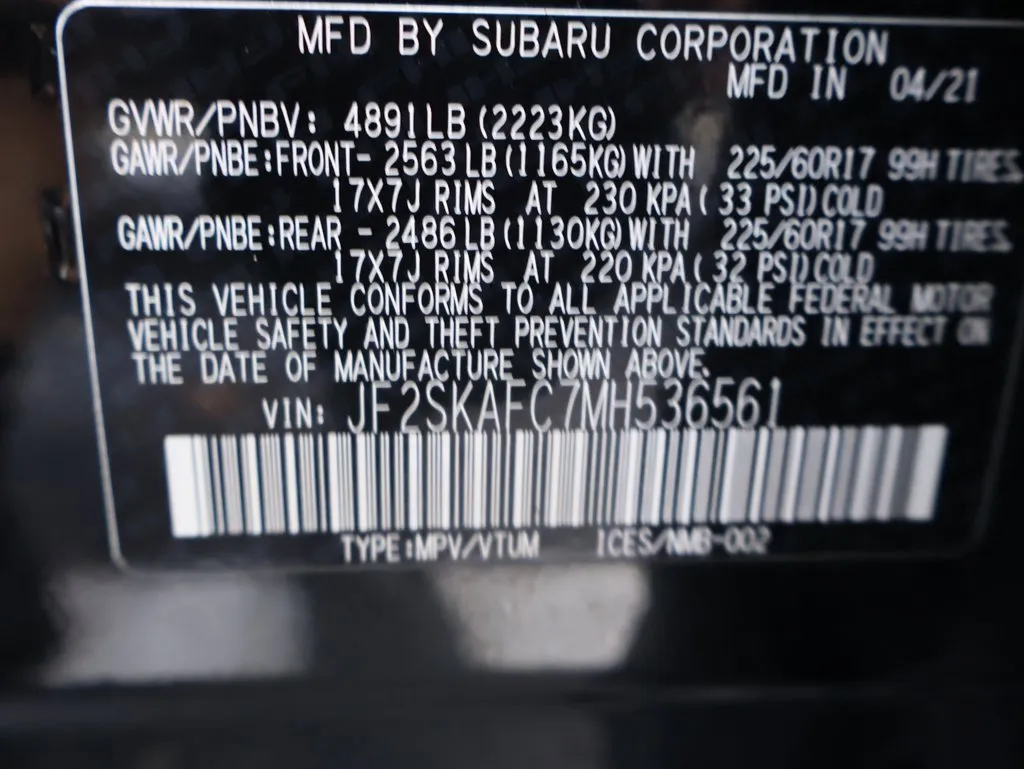 MFD BY SUBARU CORPORATION
MFD IN 04/21
GVWR/PNBV: 4891LB(2223KG)
GAWR/PNBE:FRONT- 2563LB(1165KG)WITH 225/60R17 99H TIRES
17X7J RIMS AT 230 KPA(33 PSI)COLD
GAWR/PNBE:REAR - 2486LB(1130KG)WITH 225/60R17 99H TIRES
17X7J RIMS AT 220 KPA(32 PSI)COLD
THIS VEHICLE CONFORMS TO ALL APPLICABLE FEDERAL MOTOR
VEHICLE SAFETY AND THEFT PREVENTION STANDARDS IN EFFECT ON
THE DATE OF MANUFACTURE SHOWN ABOVE.
VIN: JF2SKAFC7MH536561
TYPE:MPV/VTUM ICES/NMB-002